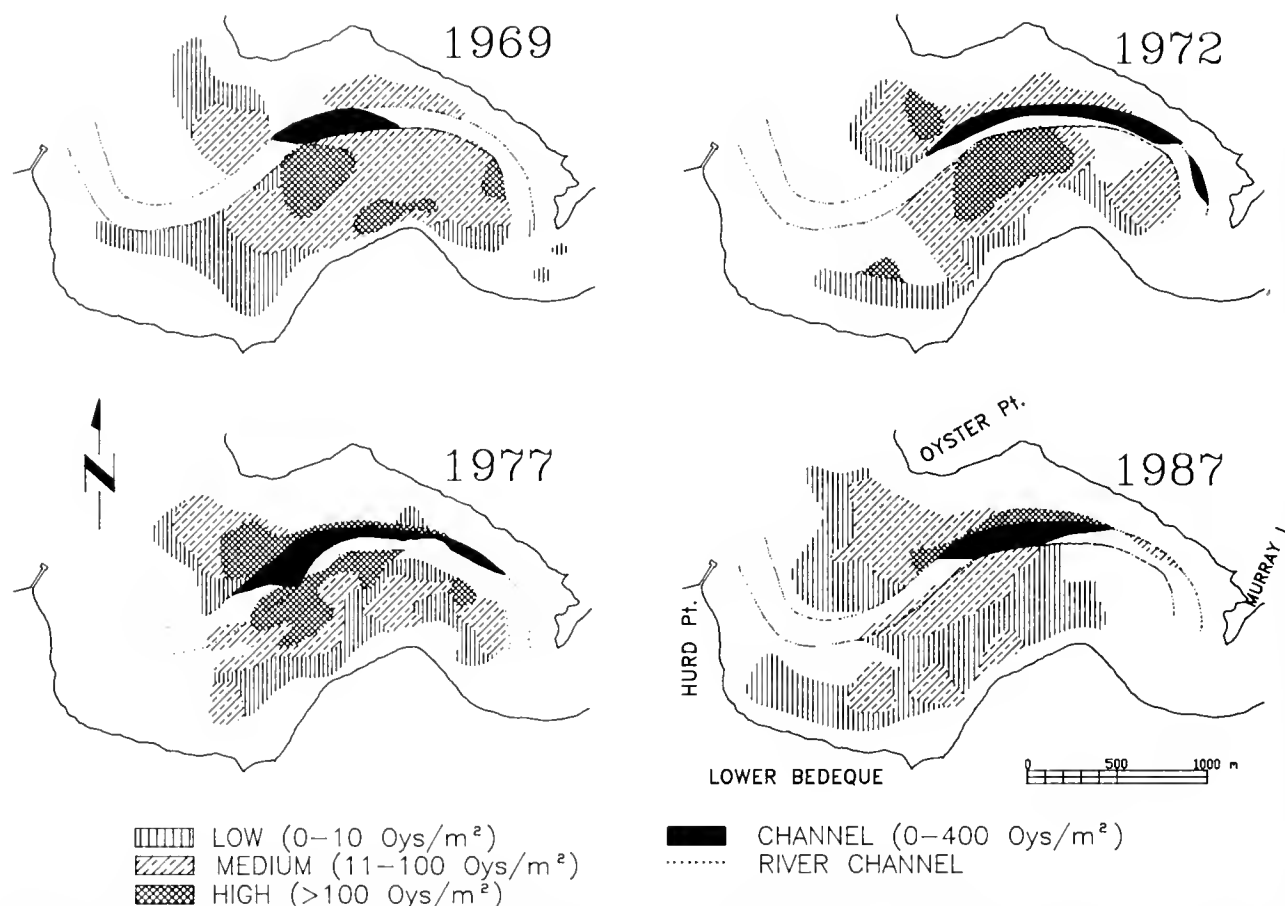 1969
1972
N
1977
1987
OYSTER Pt.
MURRAY
HURD Pt.
LOWER BEDEQUE
0 500 1000 m
LOW (0-10 Oys/m²)
MEDIUM (11-100 Oys/m²)
HIGH (>100 Oys/m²)
CHANNEL (0-400 Oys/m²)
RIVER CHANNEL